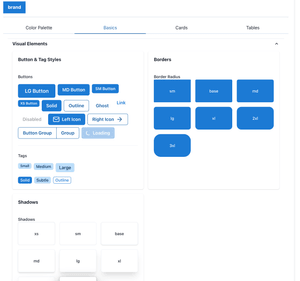 brand
Color Palette Basics Cards Tables
Visual Elements
Button & Tag Styles
Buttons
LG Button MD Button SM Button
XS Button Solid Outline Ghost Link
Disabled Left Icon Right Icon
Button Group Group Loading
Tags
Small Medium Large
Solid Subtle Outline
Borders
Border Radius
sm base md
lg xl 2xl
3xl
Shadows
Shadows
xs sm base
md lg xl